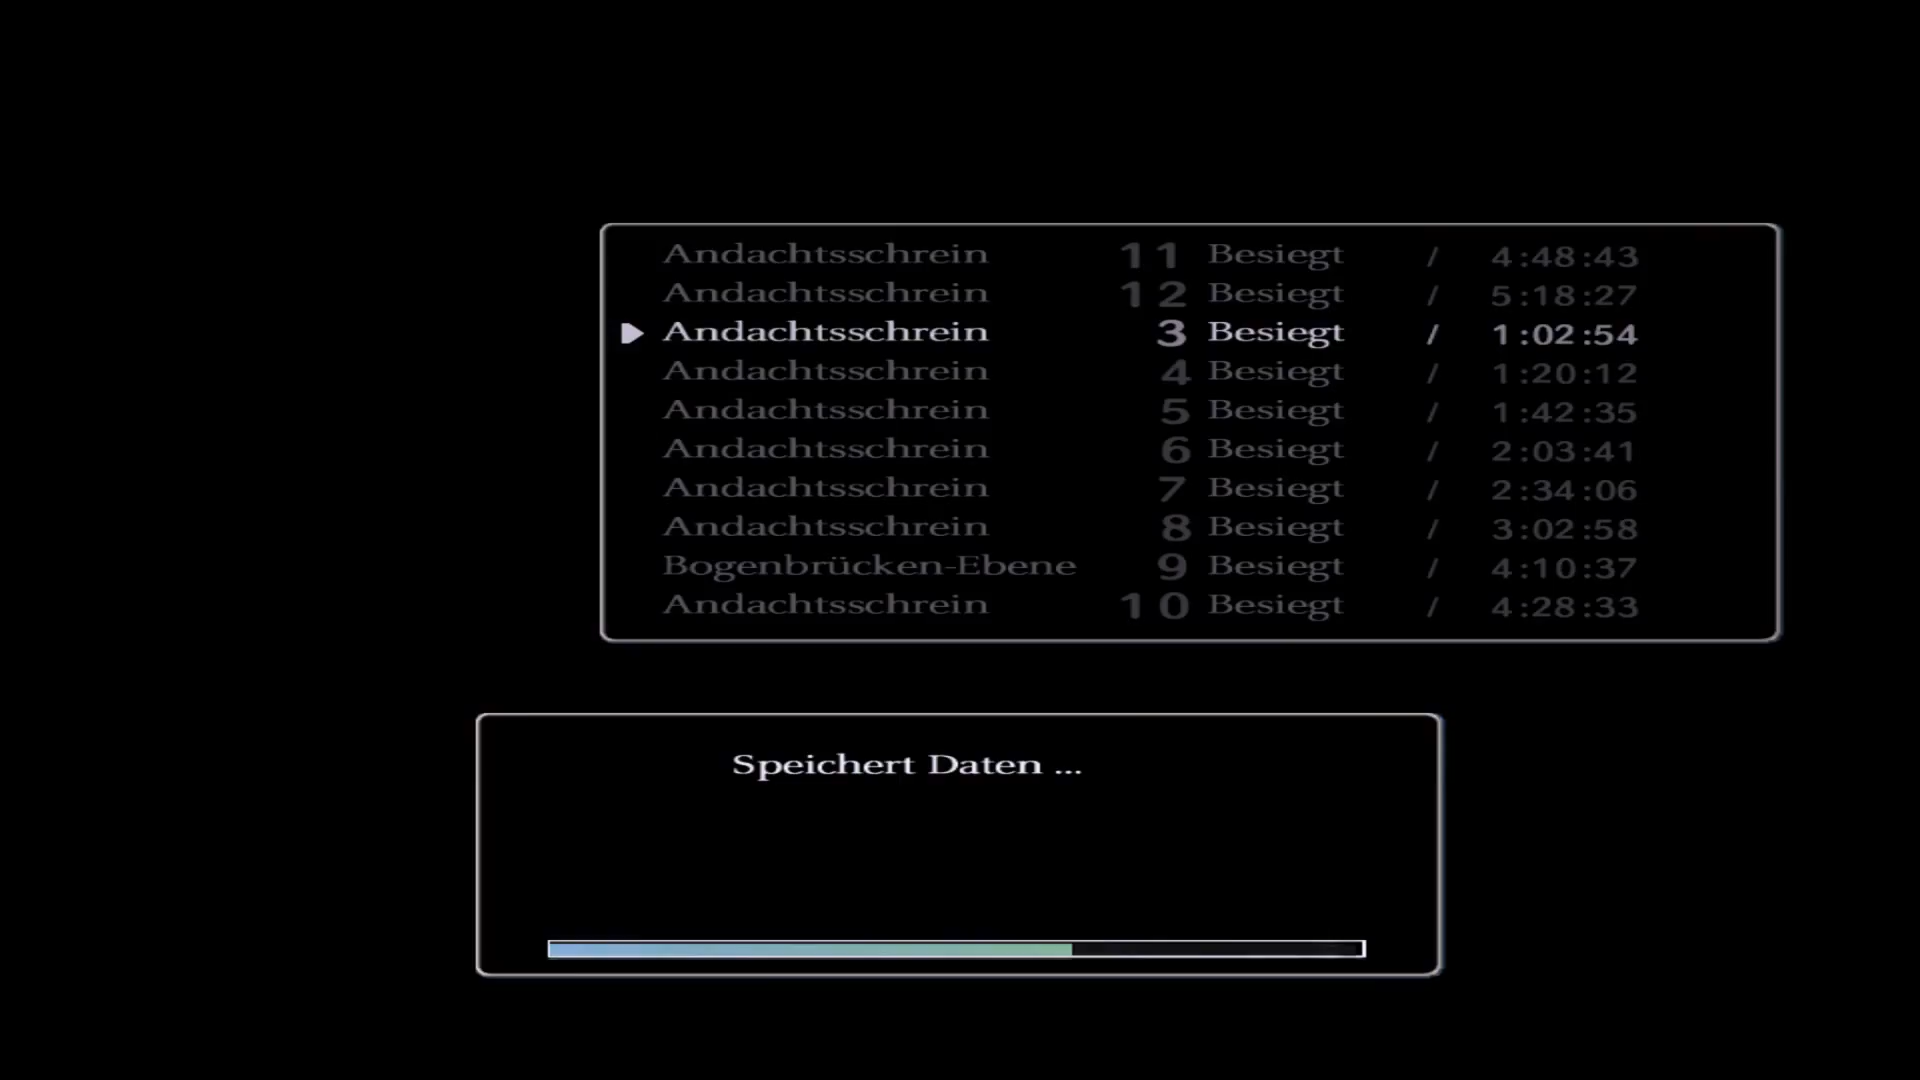 Andachtsschrein 11 Besiegt / 4:48:43
Andachtsschrein 12 Besiegt / 5:18:27
Andachtsschrein 3 Besiegt / 1:02:54
Andachtsschrein 4 Besiegt / 1:20:12
Andachtsschrein 5 Besiegt / 1:42:35
Andachtsschrein 6 Besiegt / 2:03:41
Andachtsschrein 7 Besiegt / 2:34:06
Andachtsschrein 8 Besiegt / 3:02:58
Bogenbrücken-Ebene 9 Besiegt / 4:10:37
Andachtsschrein 10 Besiegt / 4:28:33
Speichert Daten ...